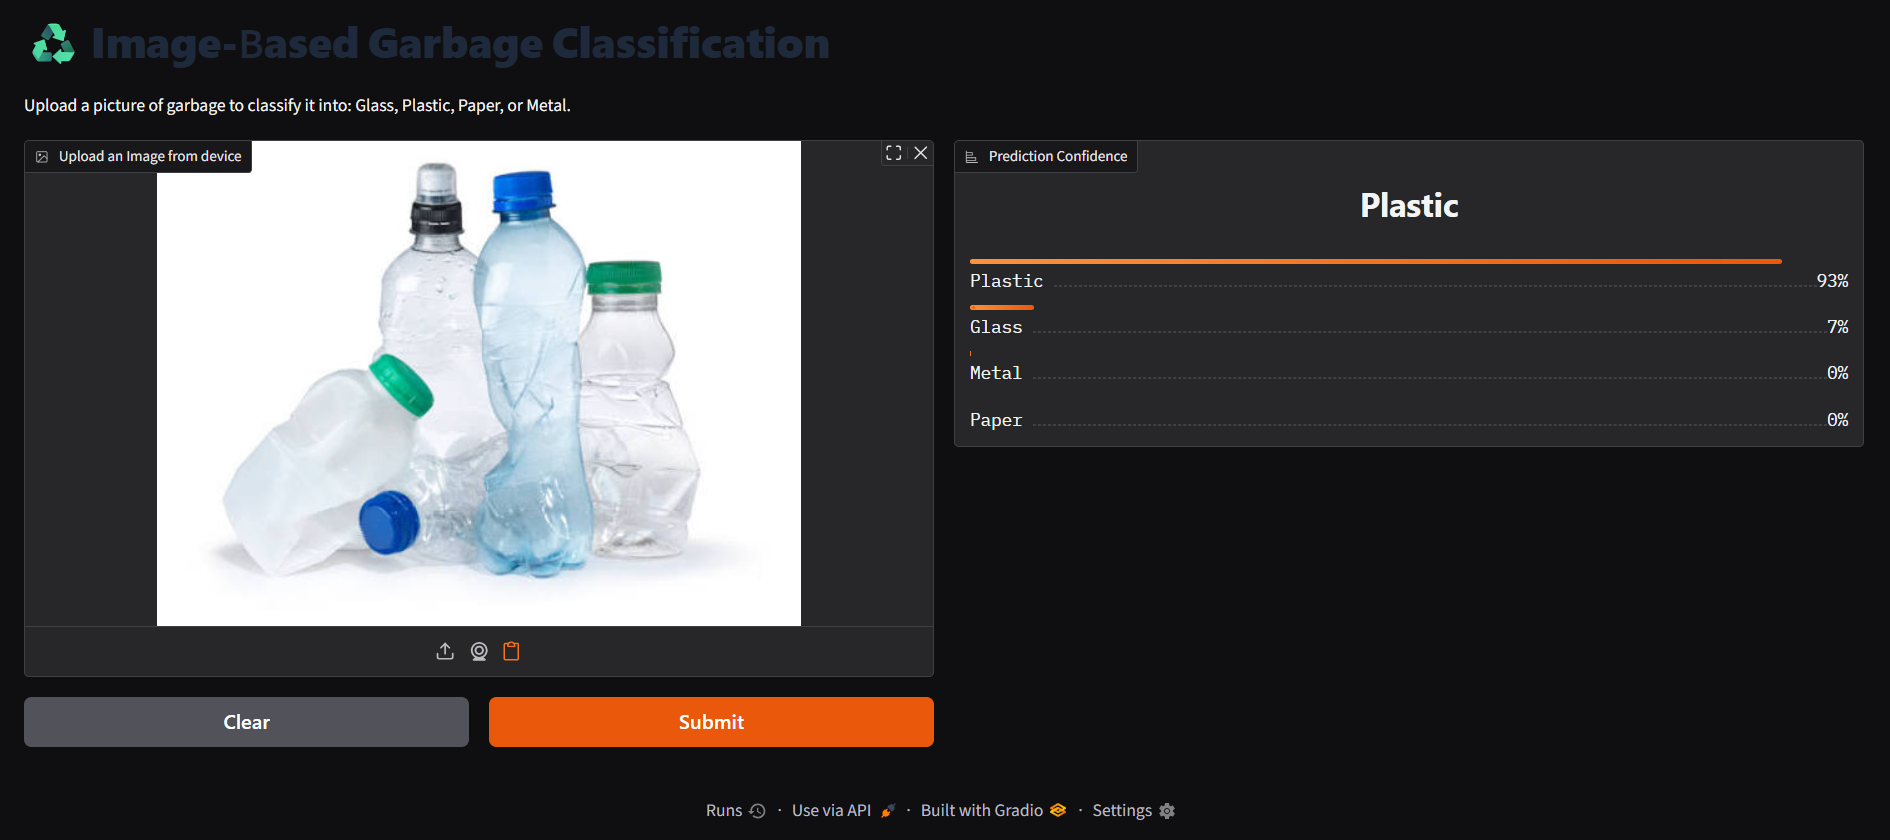 Image-Based Garbage Classification
Upload a picture of garbage to classify it into: Glass, Plastic, Paper, or Metal.
Upload an Image from device
Prediction Confidence
Plastic
Plastic 93%
Glass 7%
Metal 0%
Paper 0%
Clear
Submit
Runs · Use via API · Built with Gradio · Settings